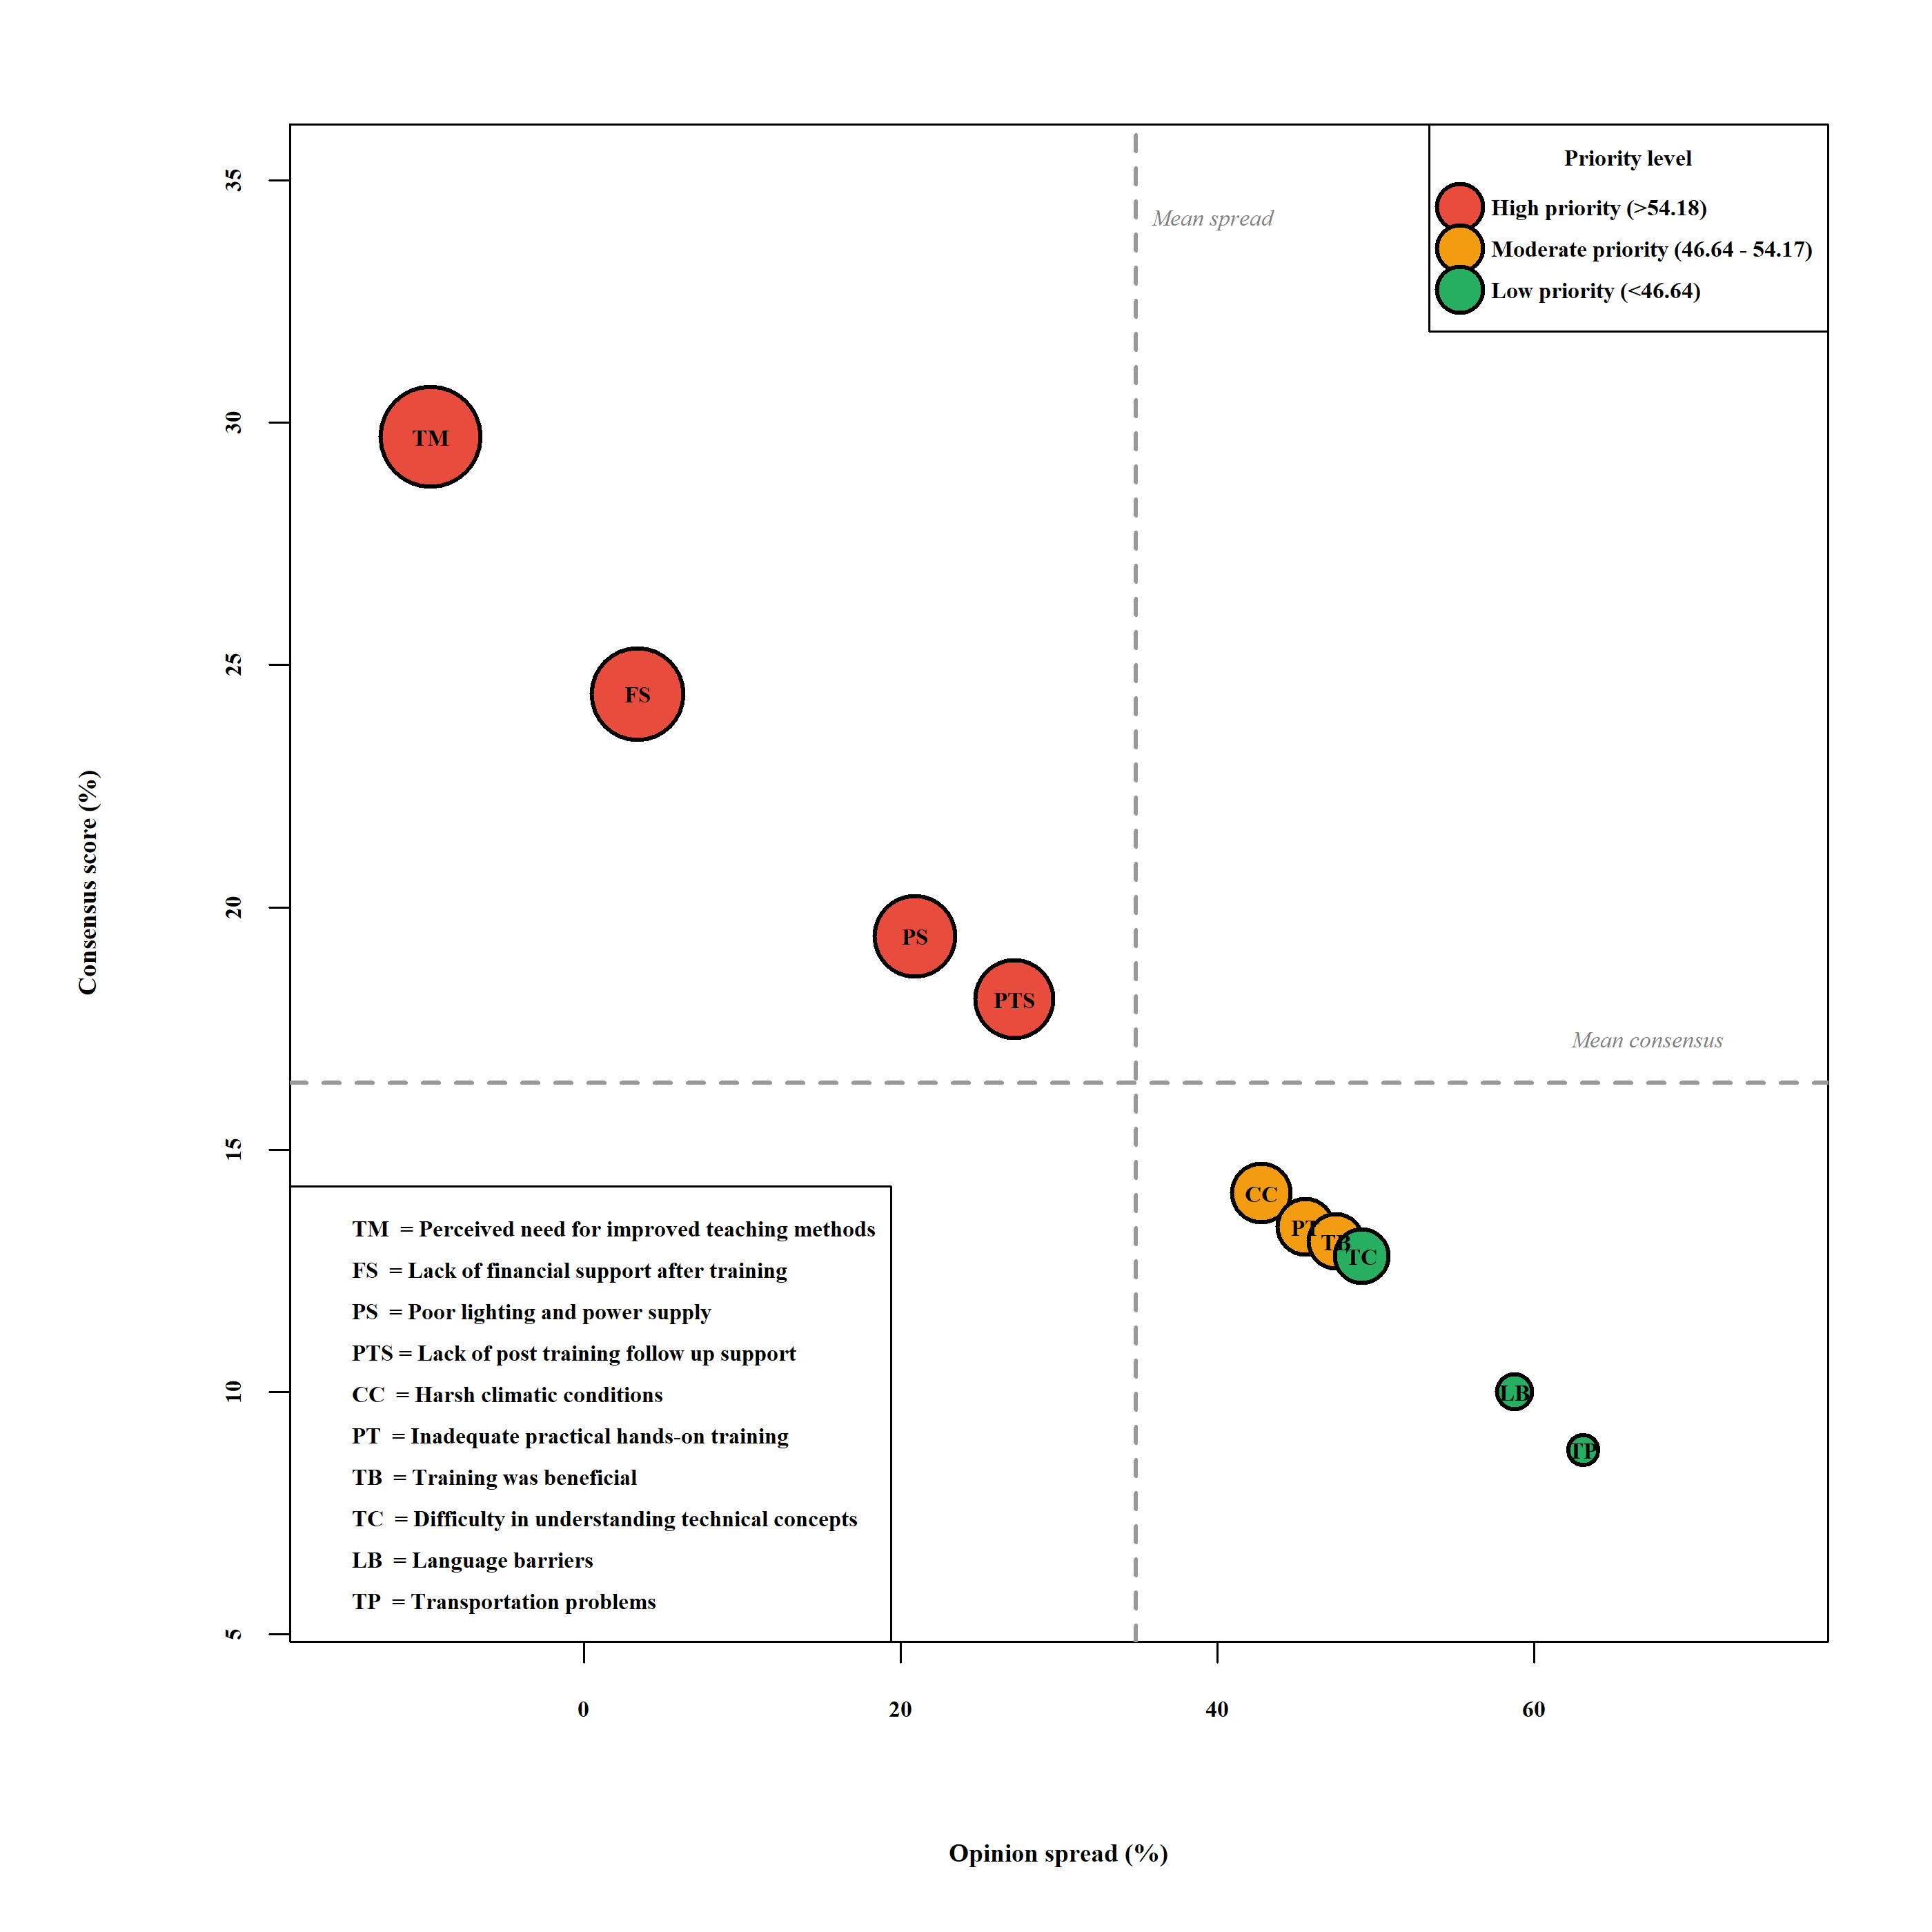 Priority level
High priority (>54.18)
Moderate priority (46.64 - 54.17)
Low priority (<46.64)
Mean spread
35
30
25
20
15
10
5
Consensus score (%)
TM
FS
PS
PTS
Mean consensus
CC
PT
TB
TC
LB
TP
TM = Perceived need for improved teaching methods
FS = Lack of financial support after training
PS = Poor lighting and power supply
PTS = Lack of post training follow up support
CC = Harsh climatic conditions
PT = Inadequate practical hands-on training
TB = Training was beneficial
TC = Difficulty in understanding technical concepts
LB = Language barriers
TP = Transportation problems
0
20
40
60
Opinion spread (%)